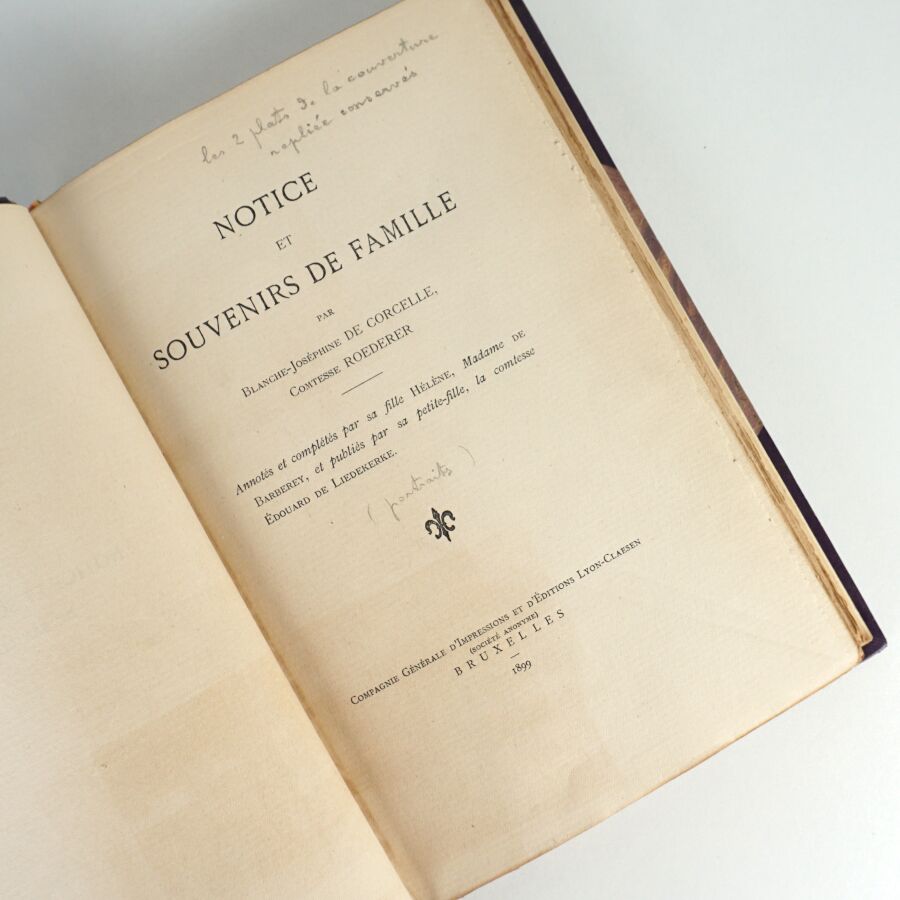 les 2 plats de la couverture
repliée conservés
NOTICE
ET
SOUVENIRS DE FAMILLE
PAR
BLANCHE-JOSÉPHINE DE CORCELLE,
COMTESSE ROEDERER
Annotés et complétés par sa fille HÉLÈNE, Madame DE
BARBEREY, et publiés par sa petite-fille, la comtesse
ÉDOUARD DE LIEDEKERKE.
(portraits)
COMPAGNIE GÉNÉRALE D'IMPRESSIONS ET D'ÉDITIONS LYON-CLAESEN
(SOCIÉTÉ ANONYME)
BRUXELLES
1899